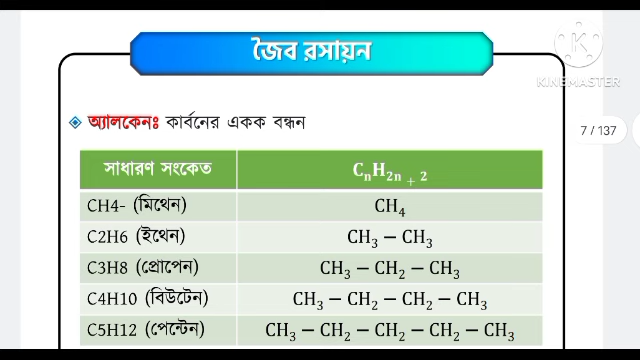 জৈব রসায়ন
KINEMASTER
অ্যালকেনঃ কার্বনের একক বন্ধন
7 / 137
সাধারণ সংকেত CₙH₂ₙ ₊ ₂
CH4- (মিথেন) CH₄
C2H6 (ইথেন) CH₃ − CH₃
C3H8 (প্রোপেন) CH₃ − CH₂ − CH₃
C4H10 (বিউটেন) CH₃ − CH₂ − CH₂ − CH₃
C5H12 (পেন্টেন) CH₃ − CH₂ − CH₂ − CH₂ − CH₃